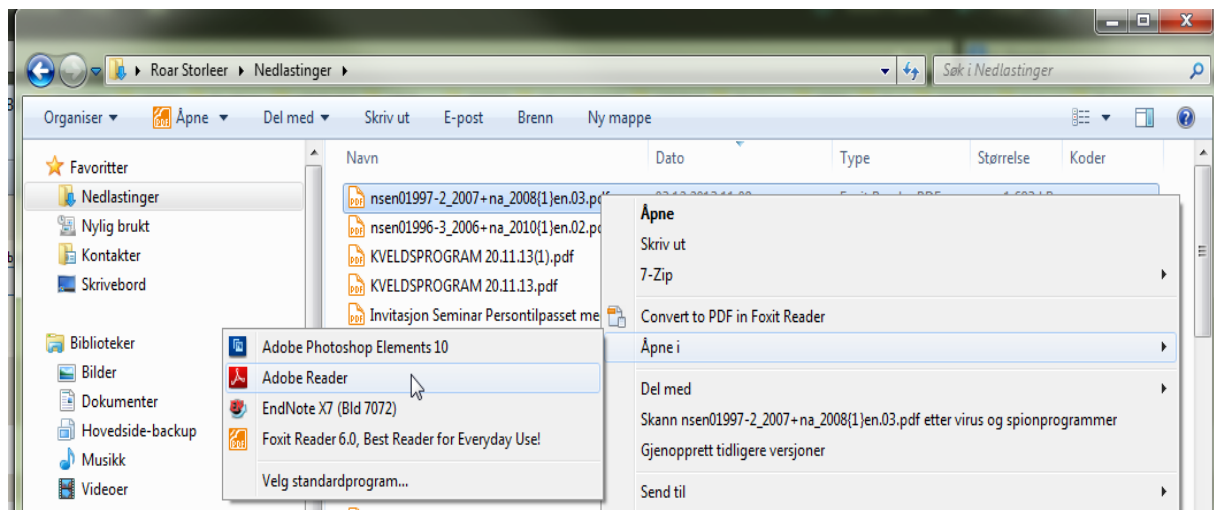 Roar Storleer ▸ Nedlastinger ▸
Søk i Nedlastinger
Organiser ▾ Åpne ▾ Del med ▾ Skriv ut E-post Brenn Ny mappe
Favoritter
Nedlastinger
Nylig brukt
Kontakter
Skrivebord
Biblioteker
Bilder
Dokumenter
Hovedside-backup
Musikk
Videoer
Navn Dato Type Størrelse Koder
nsen01997-2_2007+na_2008{1}en.03.pdf
nsen01996-3_2006+na_2010{1}en.02.pd
KVELDSPROGRAM 20.11.13(1).pdf
KVELDSPROGRAM 20.11.13.pdf
Invitasjon Seminar Persontilpasset me
Åpne
Skriv ut
7-Zip
Convert to PDF in Foxit Reader
Åpne i
Del med
Skann nsen01997-2_2007+na_2008{1}en.03.pdf etter virus og spionprogrammer
Gjenopprett tidligere versjoner
Send til
Adobe Photoshop Elements 10
Adobe Reader
EndNote X7 (Bld 7072)
Foxit Reader 6.0, Best Reader for Everyday Use!
Velg standardprogram...